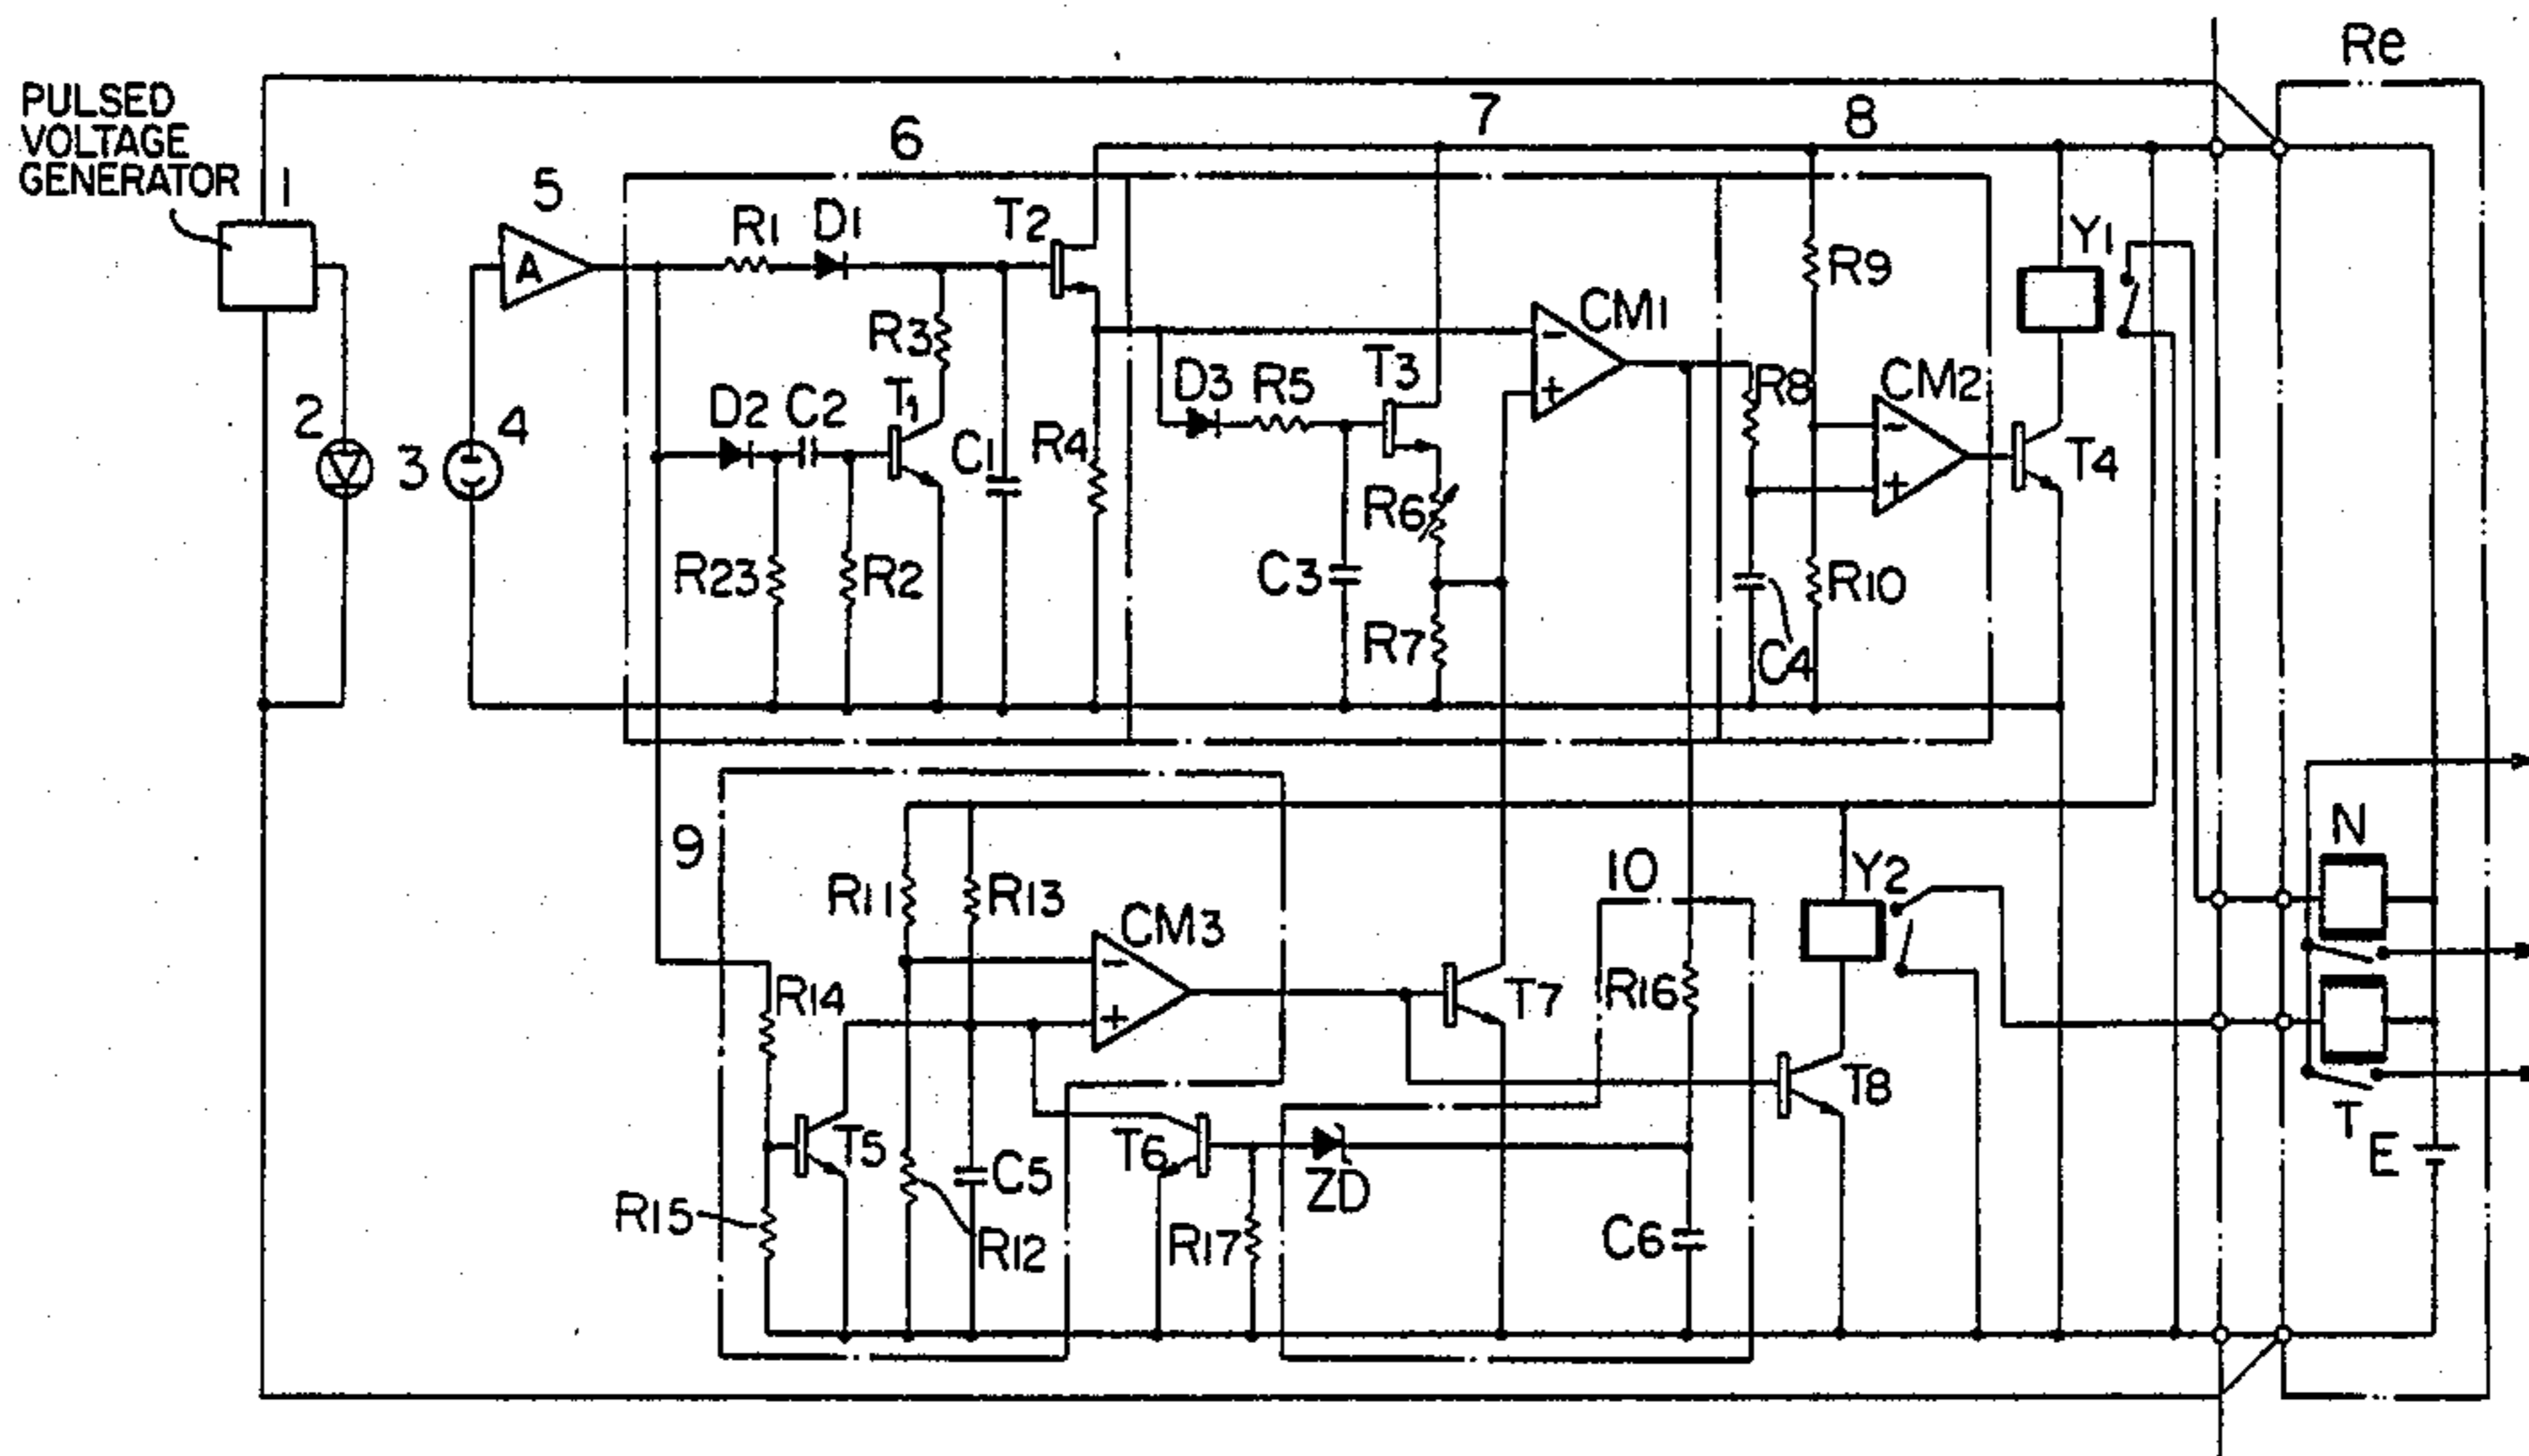 Re
PULSED
VOLTAGE
GENERATOR
1
5
6
7
8
A
R1
D1
T2
R3
D2
C2
T1
C1
R4
R23
R2
2
3
4
D3
R5
T3
CM1
-
+
R6
C3
R7
R8
R9
CM2
-
+
R10
C4
T4
Y1
9
R11
R13
CM3
-
+
R14
T5
R15
R12
C5
T6
R17
ZD
10
T7
R16
C6
Y2
T8
N
T
E